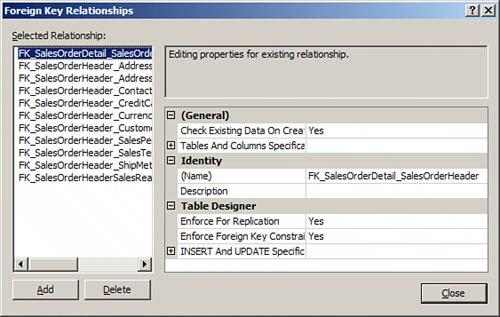 Foreign Key Relationships
Selected Relationship:
FK_SalesOrderDetail_SalesOrde
FK_SalesOrderHeader_Address
FK_SalesOrderHeader_Address
FK_SalesOrderHeader_Contact
FK_SalesOrderHeader_CreditCa
FK_SalesOrderHeader_Currenc
FK_SalesOrderHeader_Custome
FK_SalesOrderHeader_SalesPe
FK_SalesOrderHeader_SalesTe
FK_SalesOrderHeader_ShipMet
FK_SalesOrderHeaderSalesRea
Add Delete
Editing properties for existing relationship.
(General)
Check Existing Data On Crea Yes
Tables And Columns Specifica
Identity
(Name) FK_SalesOrderDetail_SalesOrderHeader
Description
Table Designer
Enforce For Replication Yes
Enforce Foreign Key Constrai Yes
INSERT And UPDATE Specific
Close